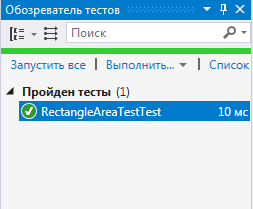 Обозреватель тестов
Поиск
Запустить все | Выполнить... | Список
Пройден тесты (1)
RectangleAreaTestTest 10 мс